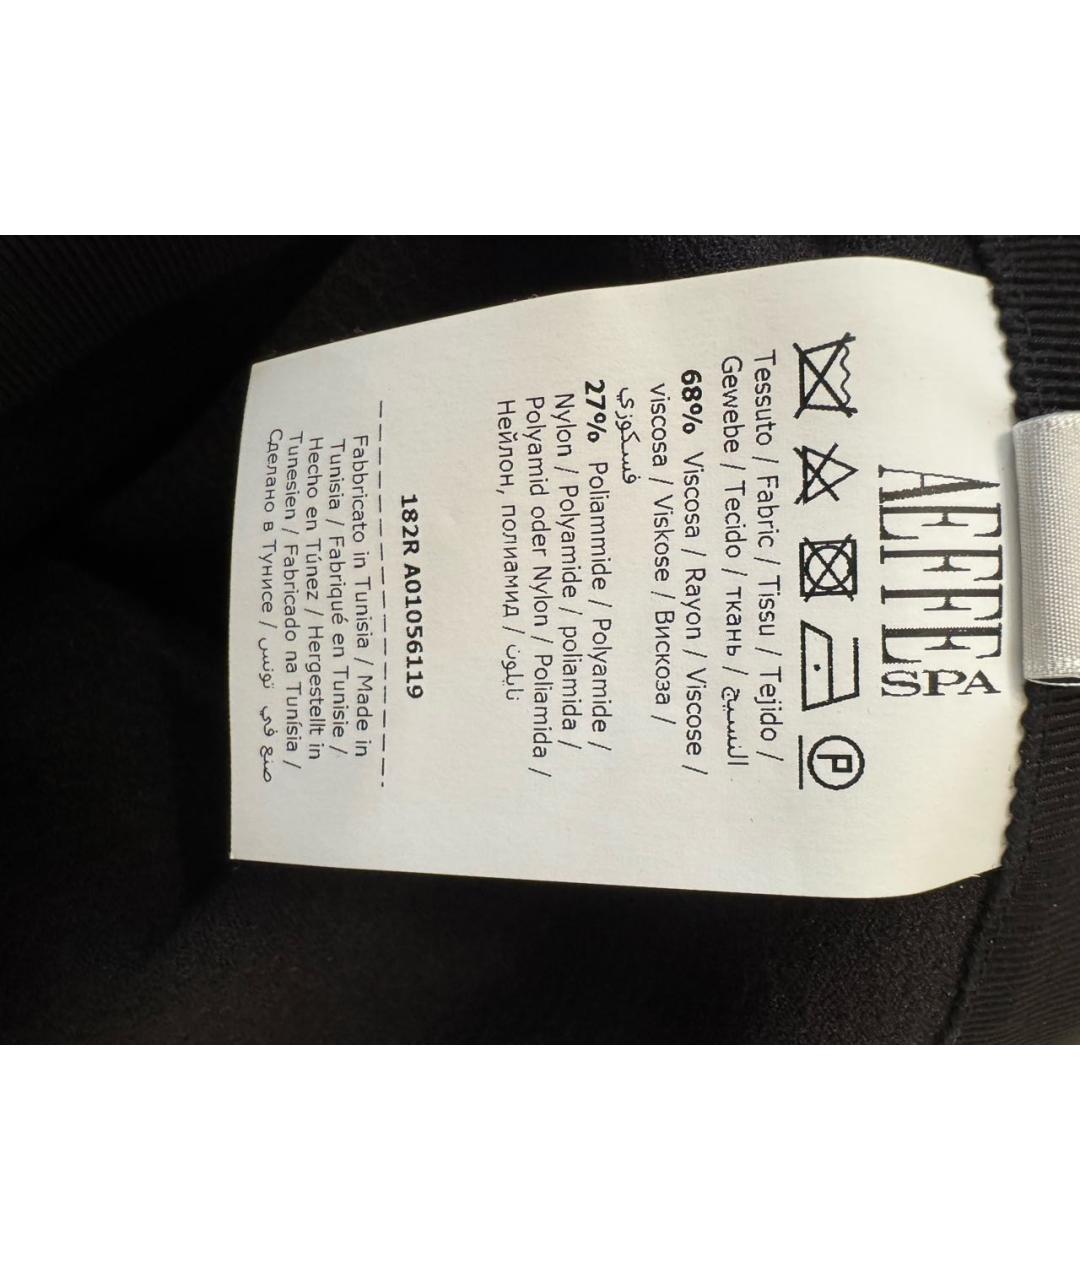 AEFFE
SPA
P
Tessuto / Fabric / Tissu / Tejido /
Gewebe / Tecido / ткань / النسيج
68% Viscosa / Rayon / Viscose /
viscosa / Viskose / Вискоза /
فسكوزي
27% Poliammide / Polyamide /
Nylon / Polyamide / poliamida /
Polyamid oder Nylon / Poliamida /
Нейлон, полиамид / نايلون
182R A01056119
Fabbricato in Tunisia / Made in
Tunisia / Fabriqué en Tunisie /
Hecho en Túnez / Hergestellt in
Tunesien / Fabricado na Tunísia /
Сделано в Тунисе / صنع في تونس